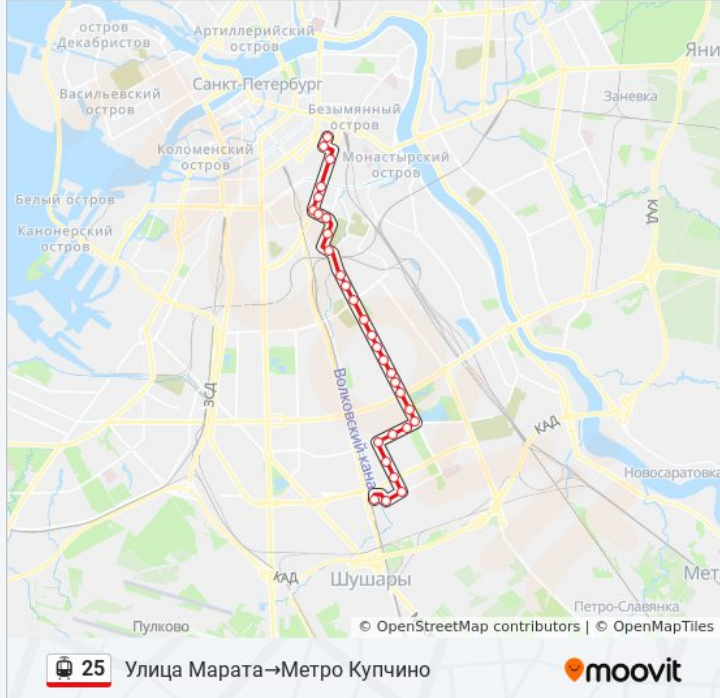 остров
Декабристов
Артиллерийский
остров
Яни
Санкт-Петербург
Васильевский
остров
Безымянный
остров
Заневка
Коломенский
остров
Монастырский
остров
Белый остров
КАД
Канонерский
остров
ЗСД
Волковский кана
КАД
Новосаратовка
КАД
Шушары
Мет
Петро-Славянка
Пулково
© OpenStreetMap contributors | © OpenMapTiles
25 Улица Марата→Метро Купчино
moovit